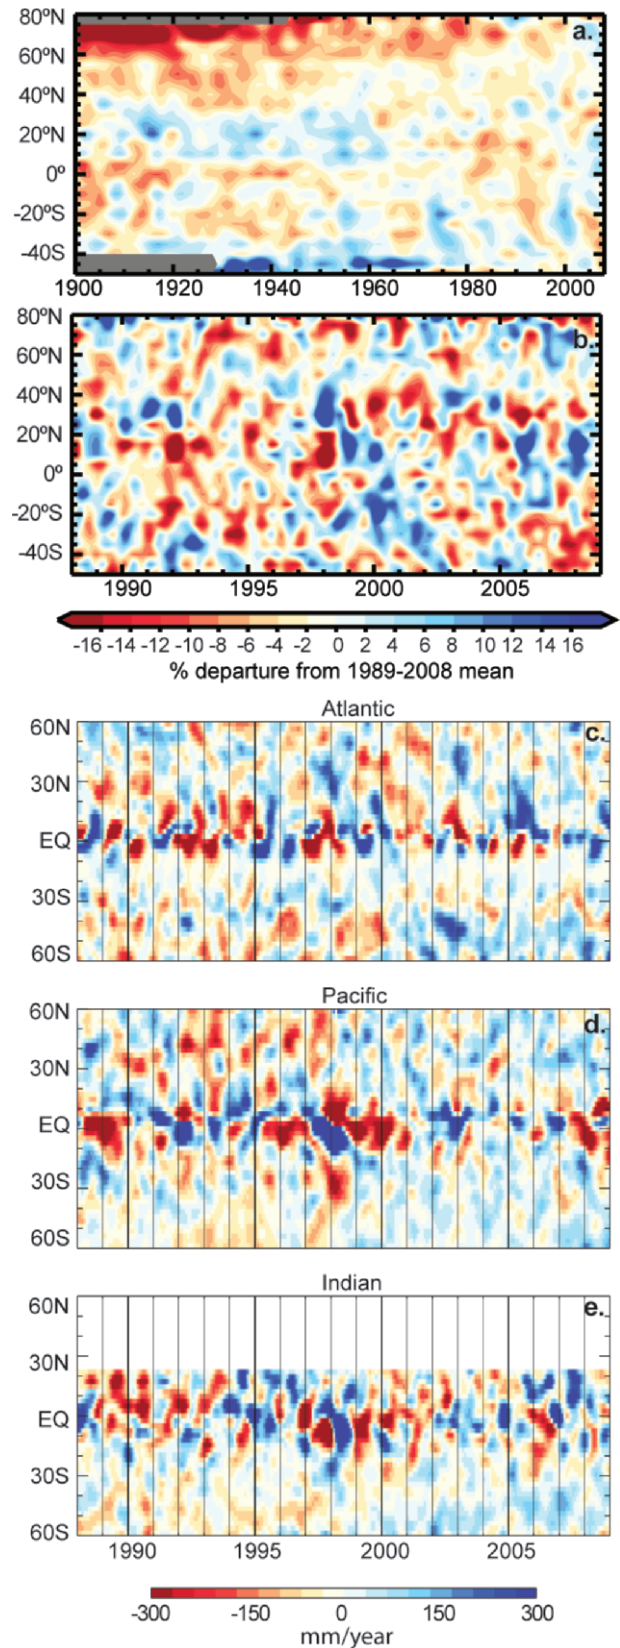 80ºN
a.
60ºN
40ºN
20ºN
0º
-20ºS
-40S
1900 1920 1940 1960 1980 2000
80ºN
b.
60ºN
40ºN
20ºN
0º
-20ºS
-40S
1990 1995 2000 2005
-16 -14 -12 -10 -8 -6 -4 -2 0 2 4 6 8 10 12 14 16
% departure from 1989-2008 mean
Atlantic
60N
c.
30N
EQ
30S
60S
Pacific
60N
d.
30N
EQ
30S
60S
Indian
60N
e.
30N
EQ
30S
60S
1990 1995 2000 2005
-300 -150 0 150 300
mm/year